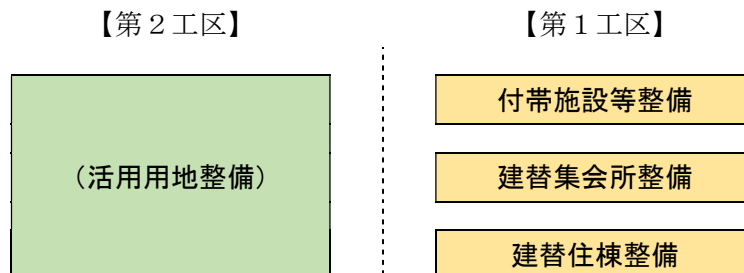 【第２工区】
【第１工区】
付帯施設等整備
（活用用地整備）
建替集会所整備
建替住棟整備